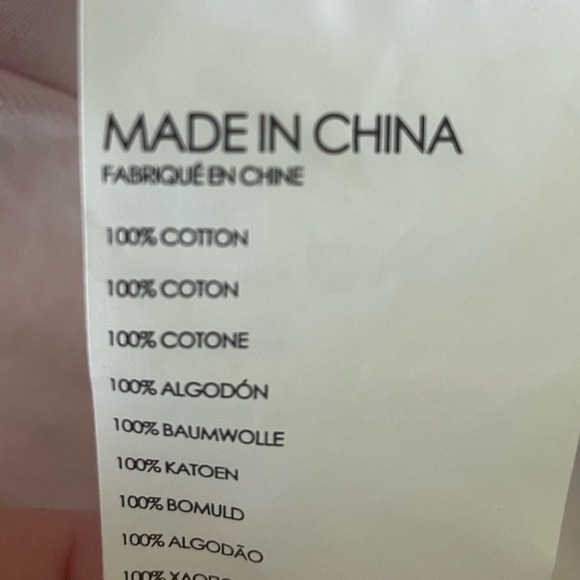 MADE IN CHINA
FABRIQUÉ EN CHINE
100% COTTON
100% COTON
100% COTONE
100% ALGODÓN
100% BAUMWOLLE
100% KATOEN
100% BOMULD
100% ALGODÃO
100%